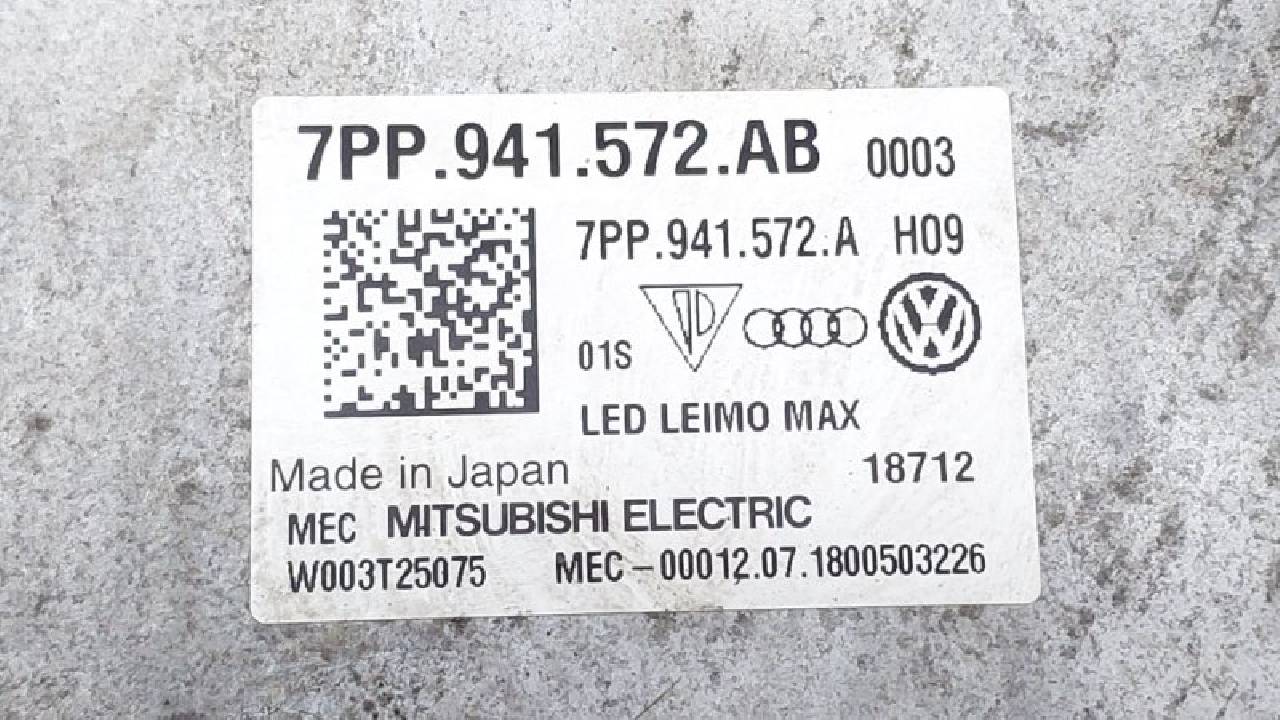 7PP.941.572.AB 0003
7PP.941.572.A H09
01S
LED LEIMO MAX
Made in Japan 18712
MEC MITSUBISHI ELECTRIC
W003T25075 MEC-00012.07.1800503226